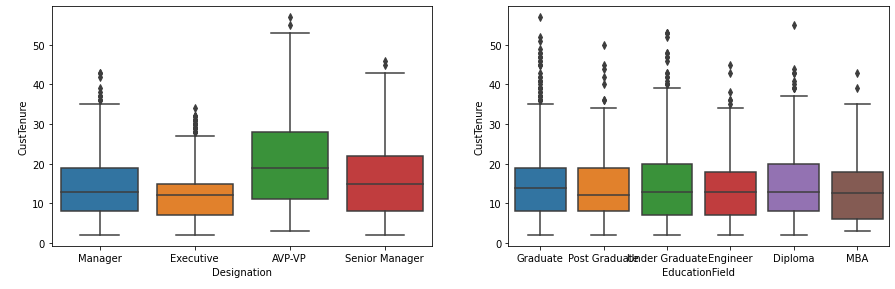 CustTenure
50
40
30
20
10
0
Manager Executive AVP-VP Senior Manager
Designation
CustTenure
50
40
30
20
10
0
Graduate Post Graduate Under Graduate Engineer Diploma MBA
EducationField